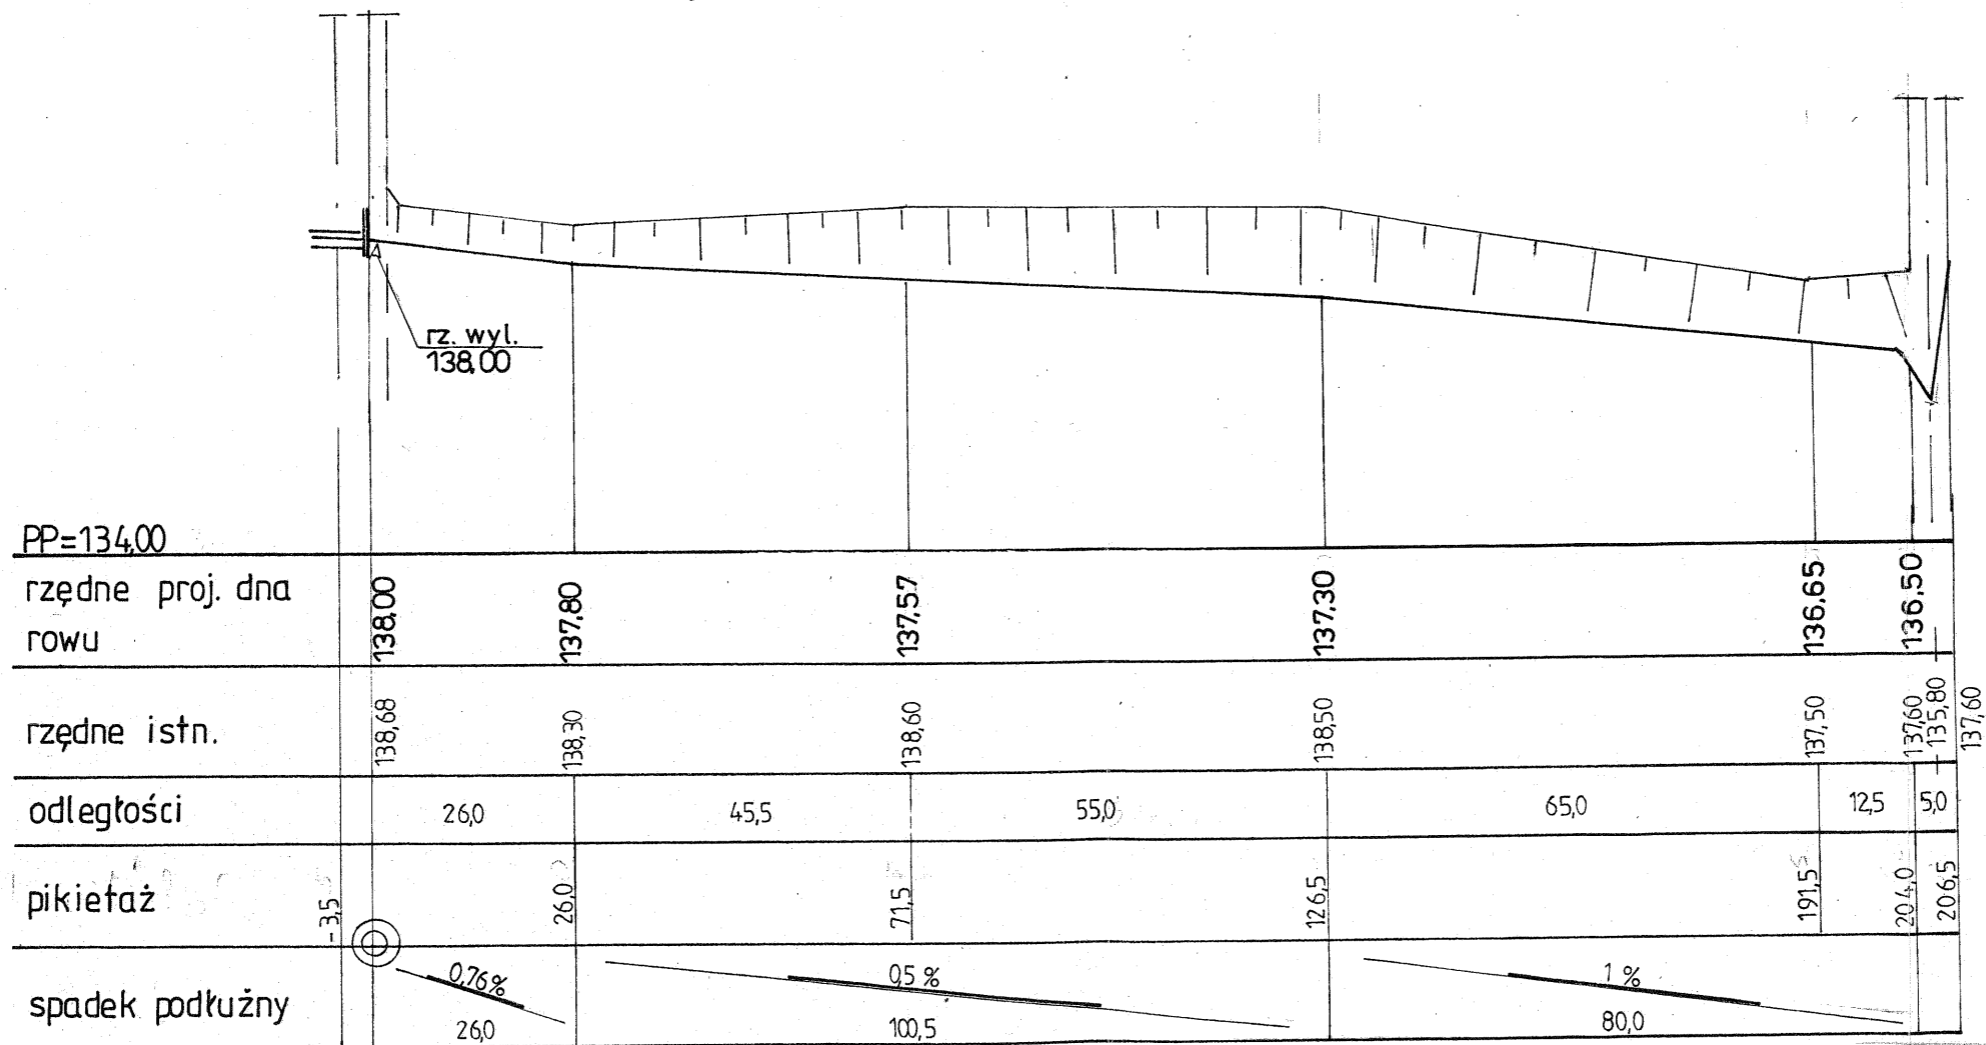 rz. wyl.
138,00
PP=134,00
rzędne proj. dna
rowu
138,00 137,80 137,57 137,30 136,65 136,50
rzędne istn.
138,68 138,30 138,60 138,50 137,50 137,60 135,80 137,60
odległości
26,0 45,5 55,0 65,0 12,5 5,0
pikietaż
-3,5 26,0 71,5 126,5 191,5 204,0 206,5
spadek podłużny
0,76% 0,5% 1%
26,0 100,5 80,0